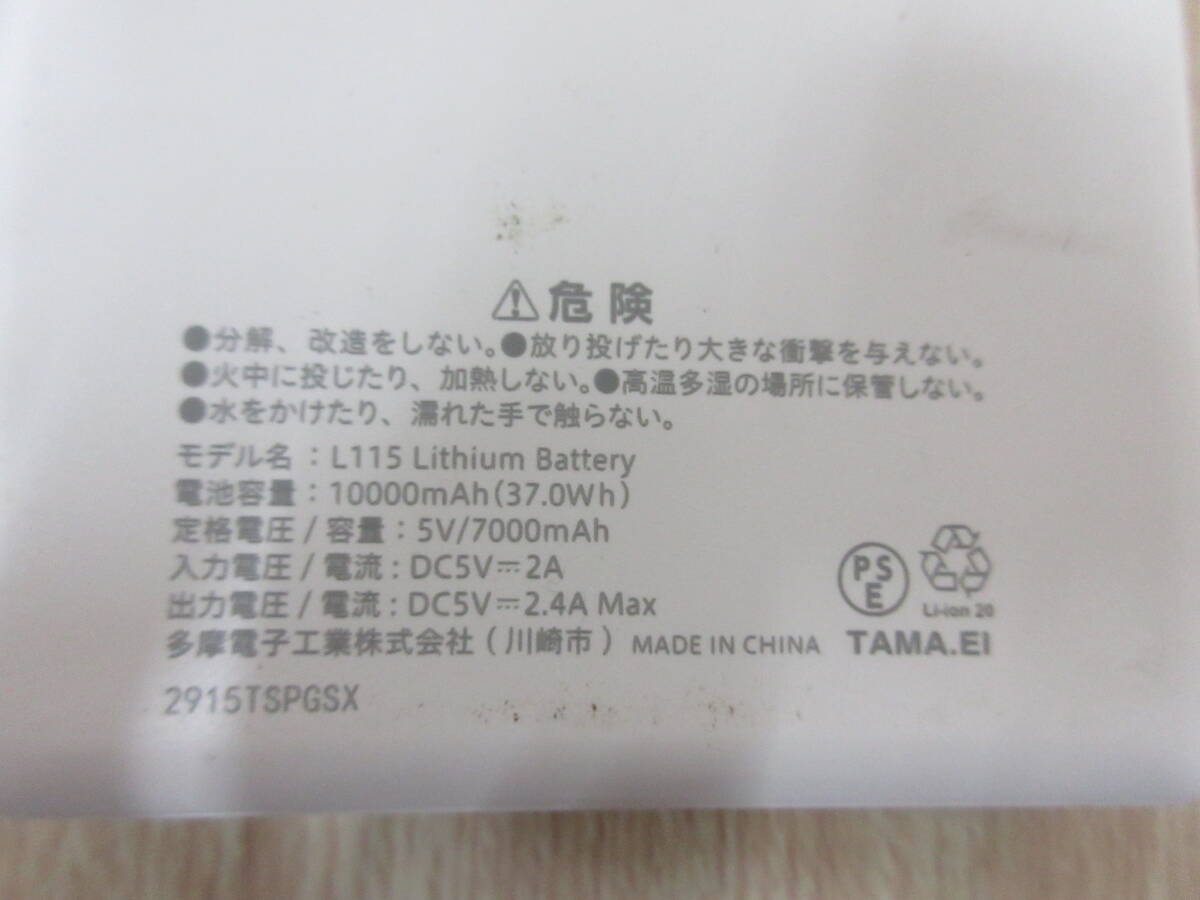 危険
●分解、改造をしない。●放り投げたり大きな衝撃を与えない。
●火中に投じたり、加熱しない。●高温多湿の場所に保管しない。
●水をかけたり、濡れた手で触らない。
モデル名：L115 Lithium Battery
電池容量：10000mAh(37.0Wh)
定格電圧 / 容量：5V/7000mAh
入力電圧 / 電流：DC5V⎓2A
出力電圧 / 電流：DC5V⎓2.4A Max
PSE
Li-ion 20
多摩電子工業株式会社（川崎市）MADE IN CHINA TAMA.EI
2915TSPGSX